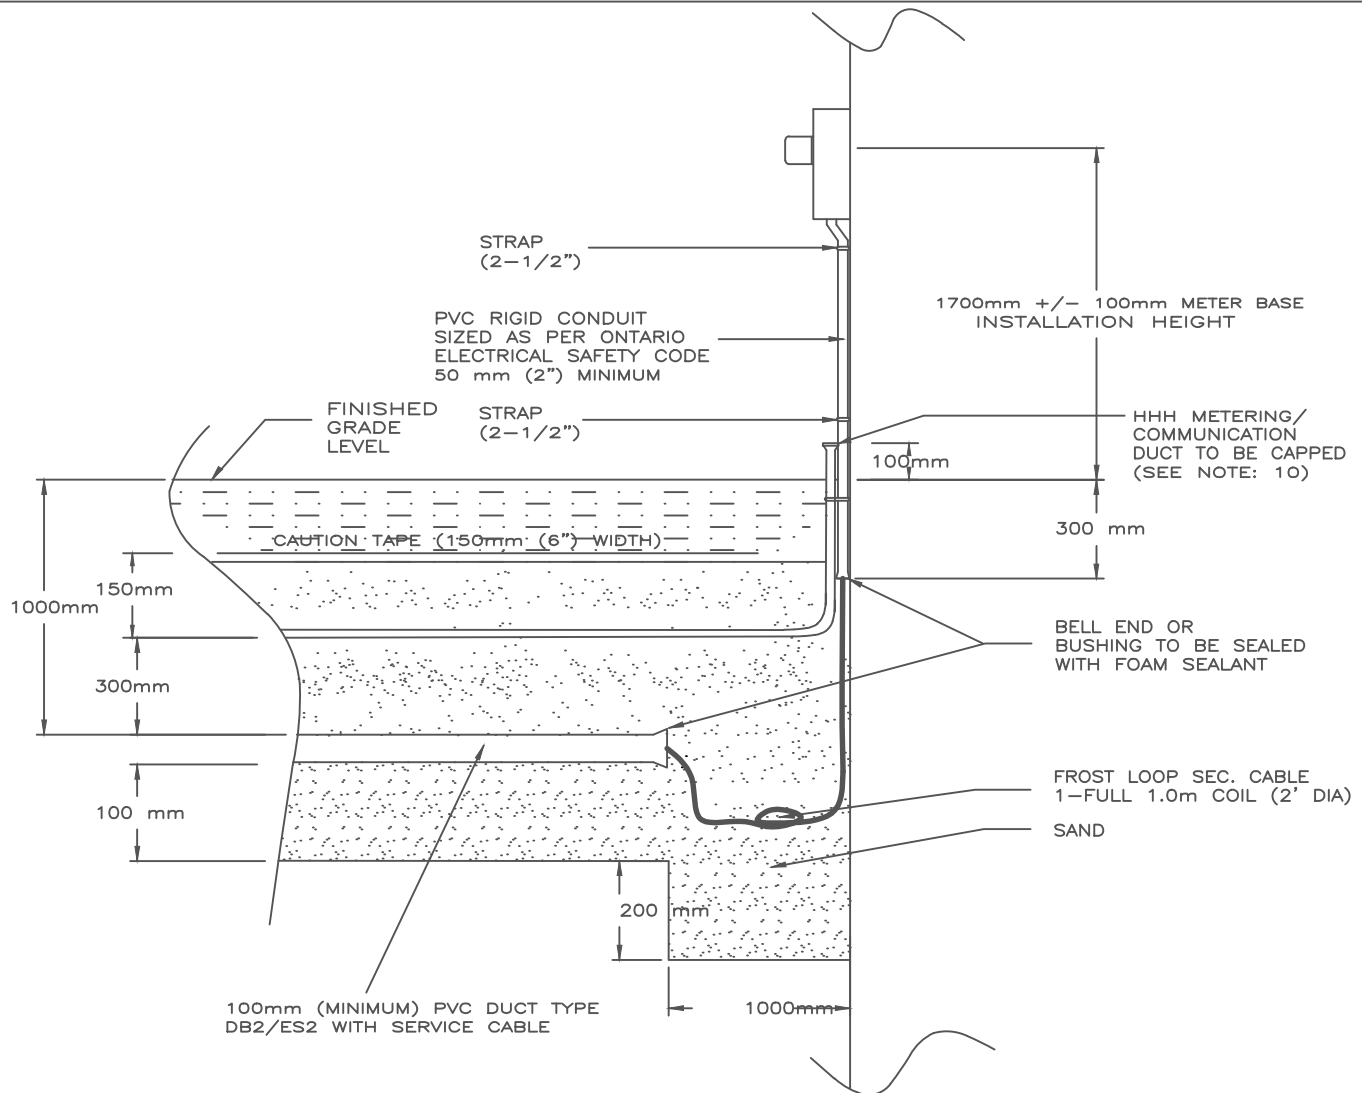 STRAP
(2-1/2”)
1700mm +/- 100mm METER BASE
INSTALLATION HEIGHT
PVC RIGID CONDUIT
SIZED AS PER ONTARIO
ELECTRICAL SAFETY CODE
50 mm (2”) MINIMUM
FINISHED
GRADE
LEVEL
STRAP
(2-1/2”)
HHH METERING/
COMMUNICATION
DUCT TO BE CAPPED
(SEE NOTE: 10)
100mm
300 mm
CAUTION TAPE (150mm (6”) WIDTH)
150mm
1000mm
BELL END OR
BUSHING TO BE SEALED
WITH FOAM SEALANT
300mm
FROST LOOP SEC. CABLE
1-FULL 1.0m COIL (2’ DIA)
100 mm
SAND
200 mm
100mm (MINIMUM) PVC DUCT TYPE
DB2/ES2 WITH SERVICE CABLE
1000mm